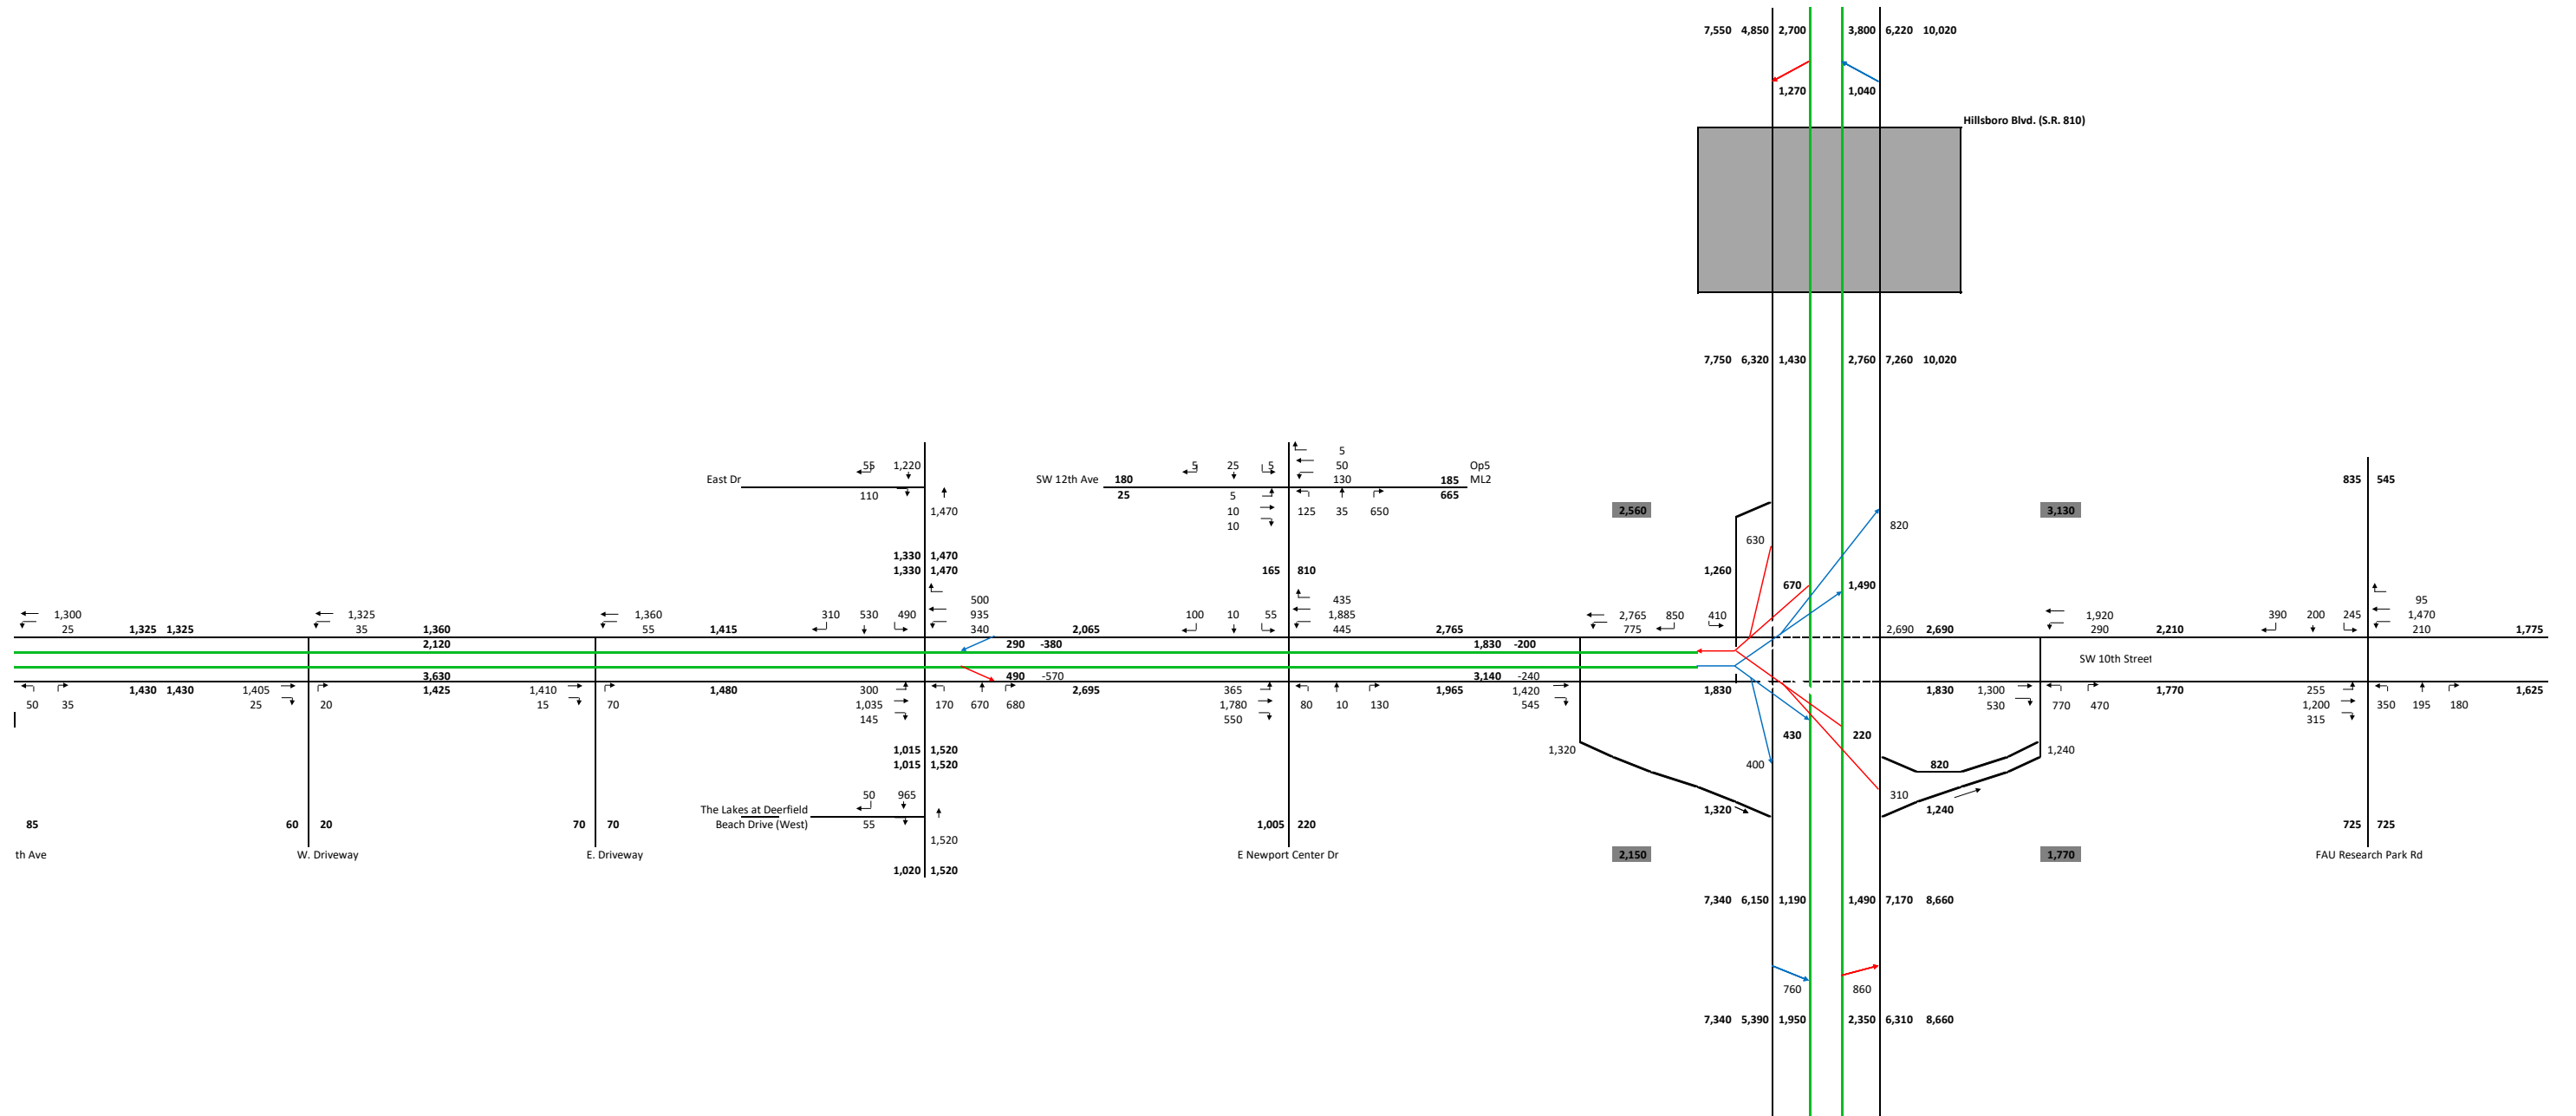 7,550 4,850 2,700 3,800 6,220 10,020
1,270 1,040
Hillsboro Blvd. (S.R. 810)
7,750 6,320 1,430 2,760 7,260 10,020
5
55 1,220 5 25 5 50 Op5
East Dr SW 12th Ave 180 130 185 ML2 835 545
110 25 5 665
1,470 10 125 35 650 2,560 3,130
10 820
630
1,330 1,470
1,330 1,470 165 810 1,260
670 1,490
500 435 95
1,300 1,325 1,360 310 530 490 935 100 10 55 1,885 2,765 850 410 1,920 390 200 245 1,470
25 1,325 1,325 35 1,360 55 1,415 340 2,065 445 2,765 775 2,690 2,690 290 2,210 210 1,775
2,120 290 -380 1,830 -200
SW 10th Street
3,630 490 -570 3,140 -240
1,430 1,430 1,405 1,425 1,410 1,480 300 2,695 365 1,965 1,420 1,830 1,830 1,300 1,770 255 1,625
50 35 25 20 15 70 1,035 170 670 680 1,780 80 10 130 545 530 770 470 1,200 350 195 180
145 550 315
430 220
1,015 1,520 1,320 1,240
1,015 1,520 400 820
50 965 310
The Lakes at Deerfield 1,320 1,240
Beach Drive (West) 55
85 60 20 70 70 1,005 220 725 725
1,520
th Ave W. Driveway E. Driveway E Newport Center Dr 2,150 1,770 FAU Research Park Rd
1,020 1,520
7,340 6,150 1,190 1,490 7,170 8,660
760 860
7,340 5,390 1,950 2,350 6,310 8,660